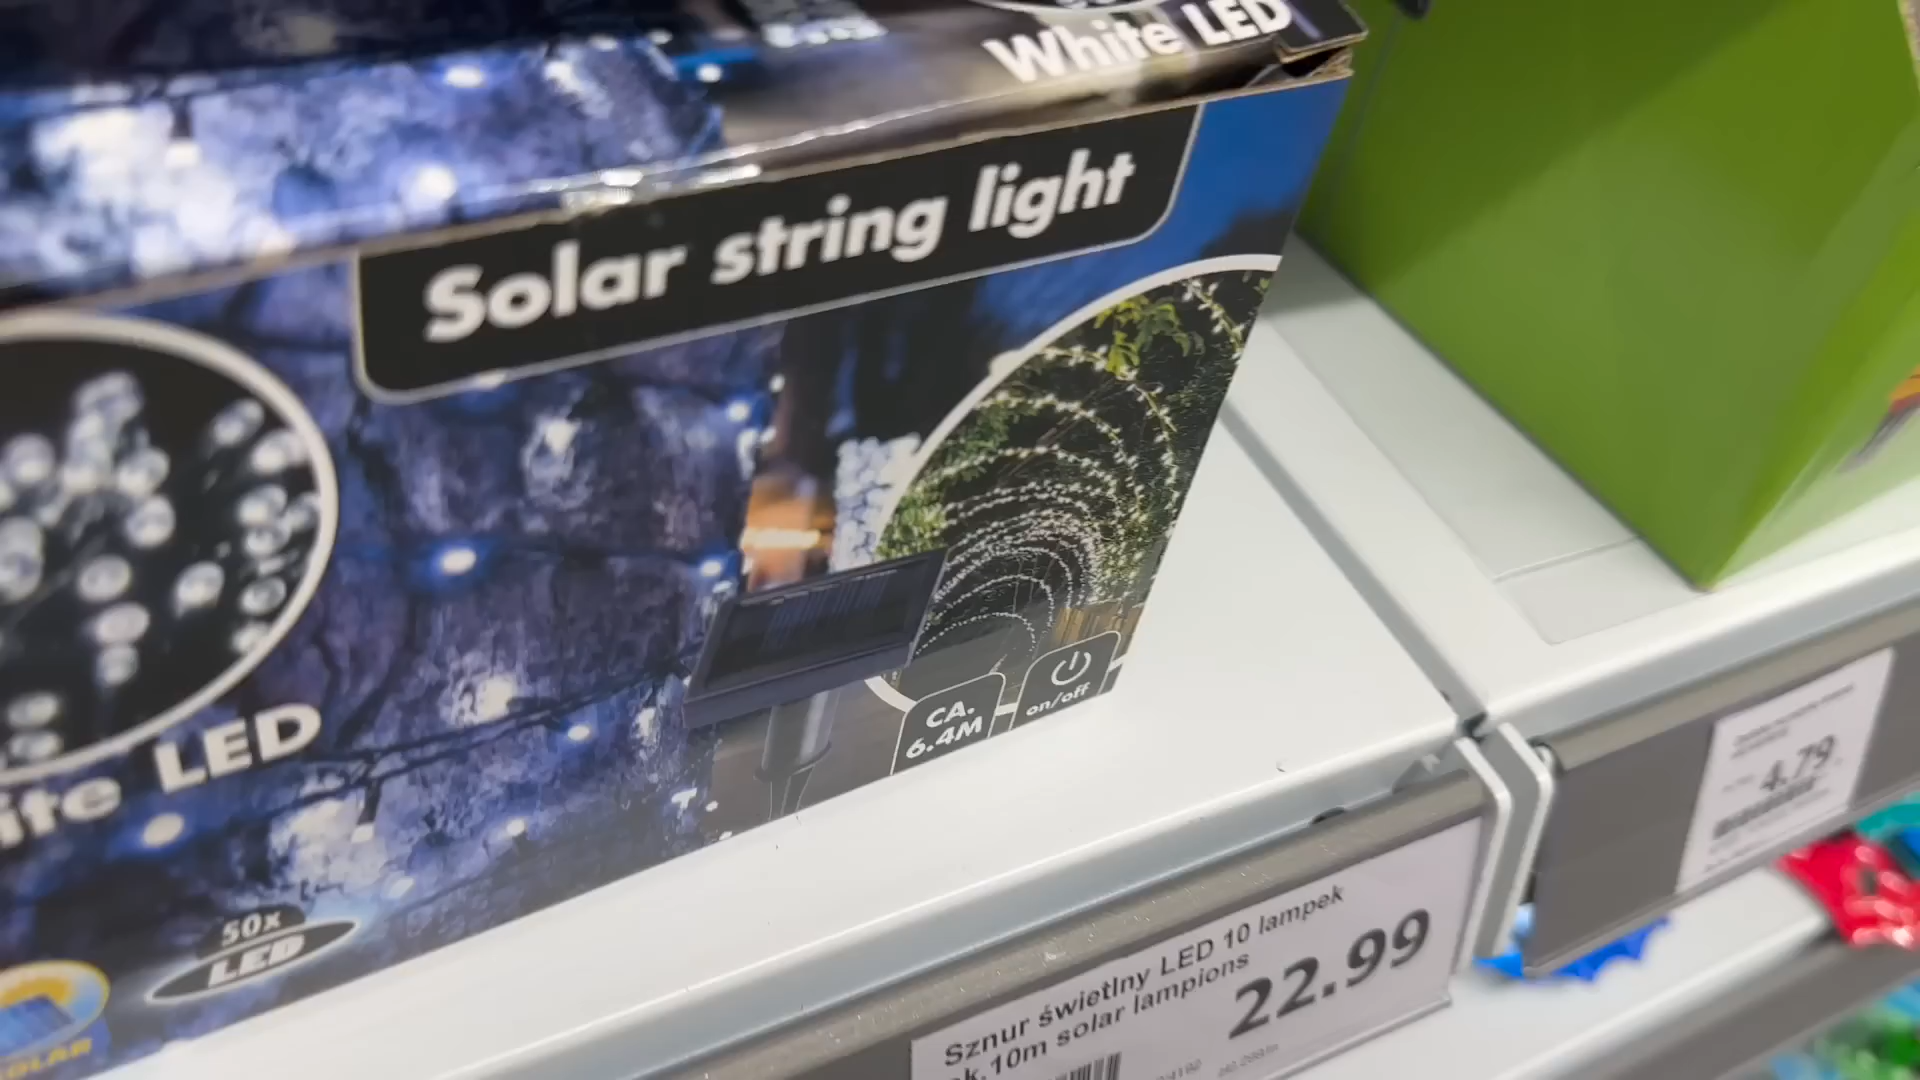 White LED
Solar string light
LED
CA.
6.4M
on/off
50x
LED
4.79
Sznur świetlny LED 10 lampek
10m solar lampions
22.99